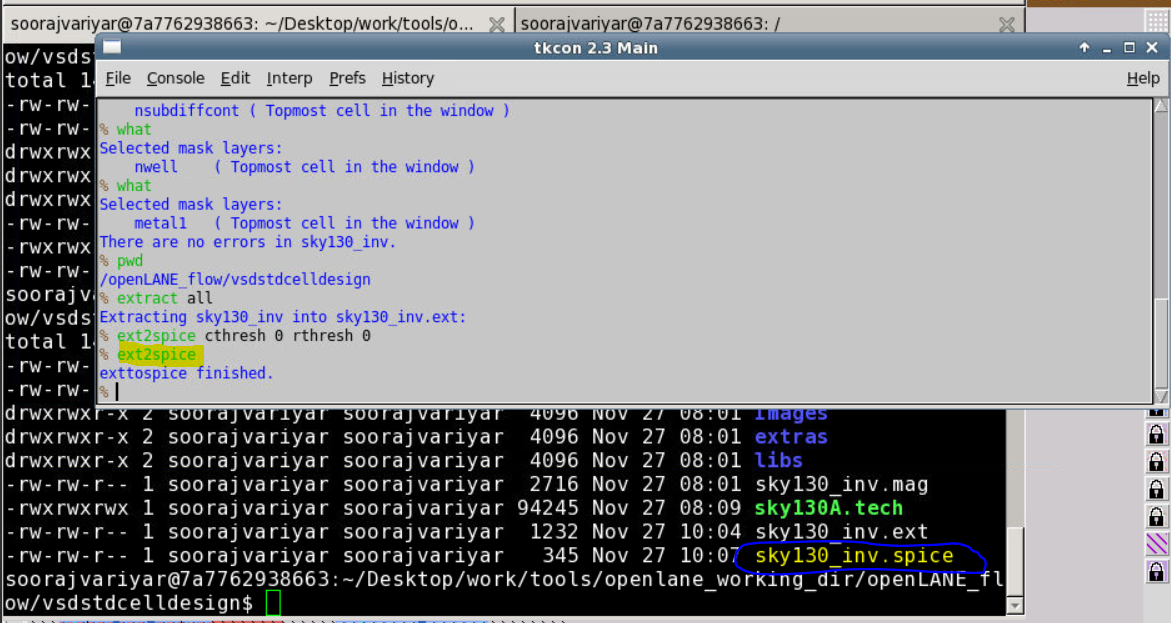 soorajvariyar@7a7762938663: ~/Desktop/work/tools/o... soorajvariyar@7a7762938663: /
tkcon 2.3 Main
File Console Edit Interp Prefs History Help
nsubdiffcont ( Topmost cell in the window )
% what
Selected mask layers:
nwell ( Topmost cell in the window )
% what
Selected mask layers:
metal1 ( Topmost cell in the window )
There are no errors in sky130_inv.
% pwd
/openLANE_flow/vsdstdcelldesign
% extract all
Extracting sky130_inv into sky130_inv.ext:
% ext2spice cthresh 0 rthresh 0
% ext2spice
exttospice finished.
%
ow/vsdst
total 1
-rw-rw-
-rw-rw-
drwxrwx
drwxrwx
drwxrwx
-rw-rw-
-rwxrwx
-rw-rw-
soorajv
ow/vsds
total 1
-rw-rw-
-rw-rw-
drwxrwxr-x 2 soorajvariyar soorajvariyar 4096 Nov 27 08:01 Images
drwxrwxr-x 2 soorajvariyar soorajvariyar 4096 Nov 27 08:01 extras
drwxrwxr-x 2 soorajvariyar soorajvariyar 4096 Nov 27 08:01 libs
-rw-rw-r-- 1 soorajvariyar soorajvariyar 2716 Nov 27 08:01 sky130_inv.mag
-rwxrwxrwx 1 soorajvariyar soorajvariyar 94245 Nov 27 08:09 sky130A.tech
-rw-rw-r-- 1 soorajvariyar soorajvariyar 1232 Nov 27 10:04 sky130_inv.ext
-rw-rw-r-- 1 soorajvariyar soorajvariyar 345 Nov 27 10:07 sky130_inv.spice
soorajvariyar@7a7762938663:~/Desktop/work/tools/openlane_working_dir/openLANE_fl
ow/vsdstdcelldesign$